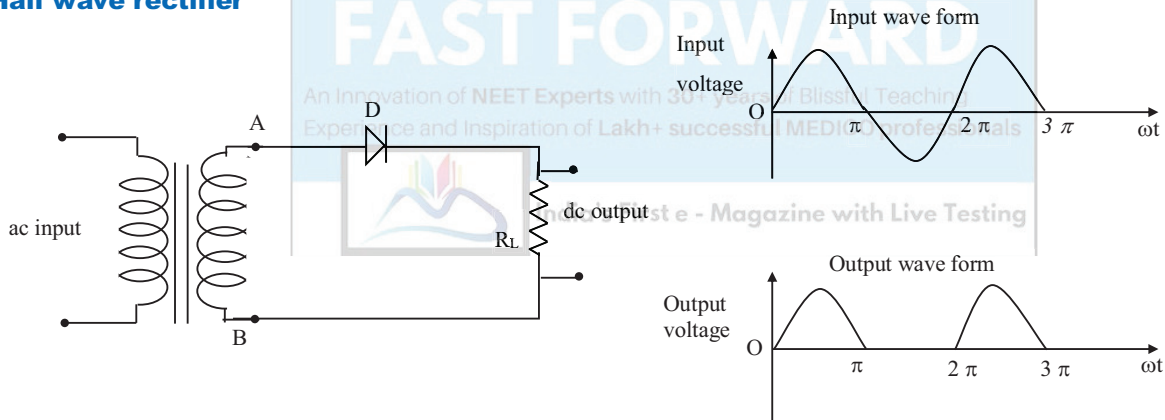 Half wave rectifier
FAST FORWARD
An Innovation of NEET Experts with 30+ years of Blissful Teaching
Experience and Inspiration of Lakh+ successful MEDICO professionals
India's First e - Magazine with Live Testing
ac input
A
B
D
RL
dc output
Input wave form
Input
voltage
O
π
2 π
3 π
ωt
Output wave form
Output
voltage
O
π
2 π
3 π
ωt